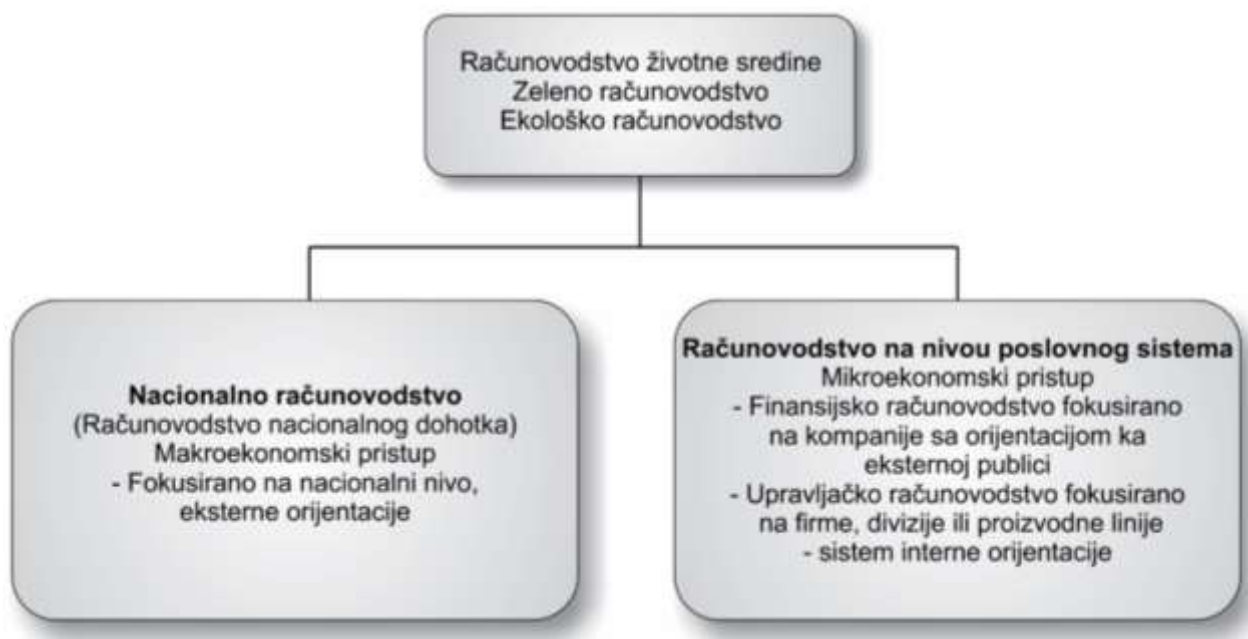 Računovodstvo životne sredine
Zeleno računovodstvo
Ekološko računovodstvo
Nacionalno računovodstvo
(Računovodstvo nacionalnog dohotka)
Makroekonomski pristup
- Fokusirano na nacionalni nivo,
eksterne orijentacije
Računovodstvo na nivou poslovnog sistema
Mikroekonomski pristup
- Finansijsko računovodstvo fokusirano
na kompanije sa orijentacijom ka
eksternoj publici
- Upravljačko računovodstvo fokusirano
na firme, divizije ili proizvodne linije
- sistem interne orijentacije